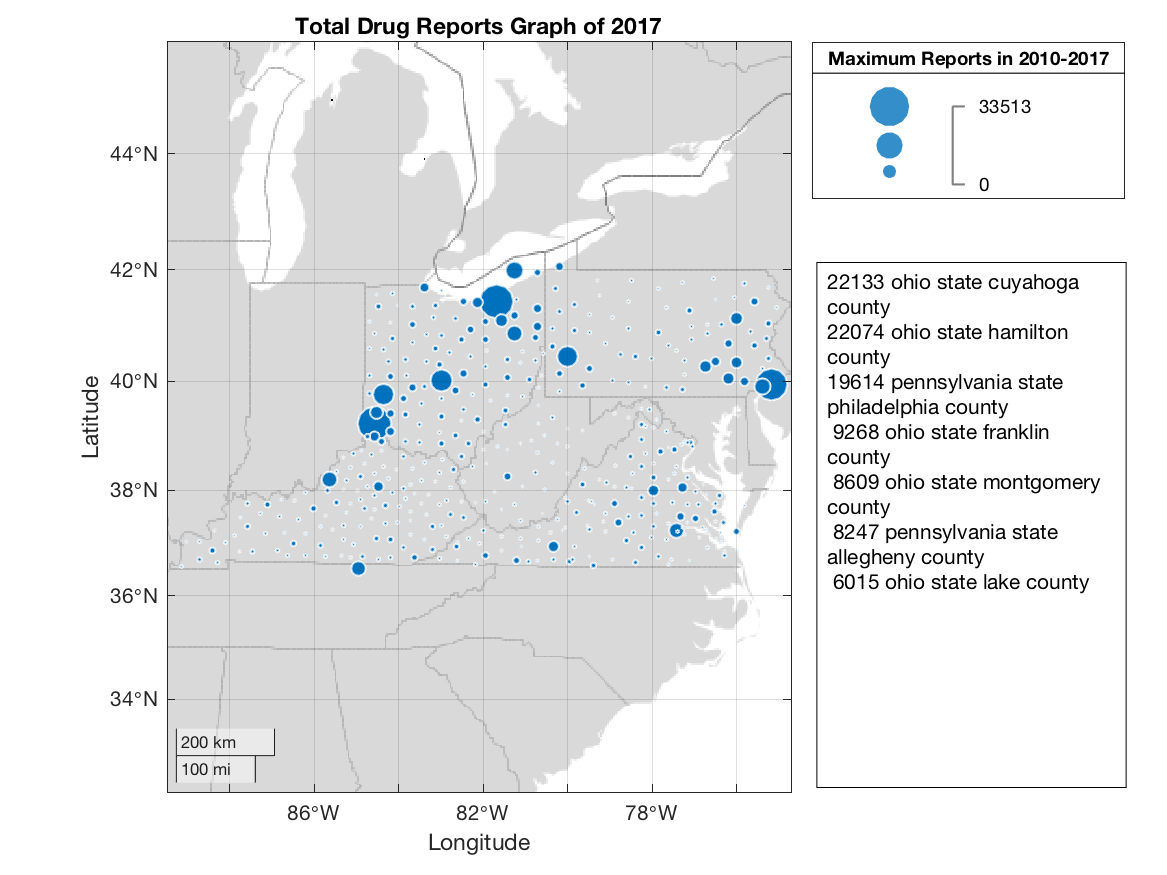 Total Drug Reports Graph of 2017
Maximum Reports in 2010-2017
33513
0
44°N
42°N
40°N
38°N
36°N
34°N
Latitude
200 km
100 mi
86°W
82°W
78°W
Longitude
22133 ohio state cuyahoga
county
22074 ohio state hamilton
county
19614 pennsylvania state
philadelphia county
9268 ohio state franklin
county
8609 ohio state montgomery
county
8247 pennsylvania state
allegheny county
6015 ohio state lake county